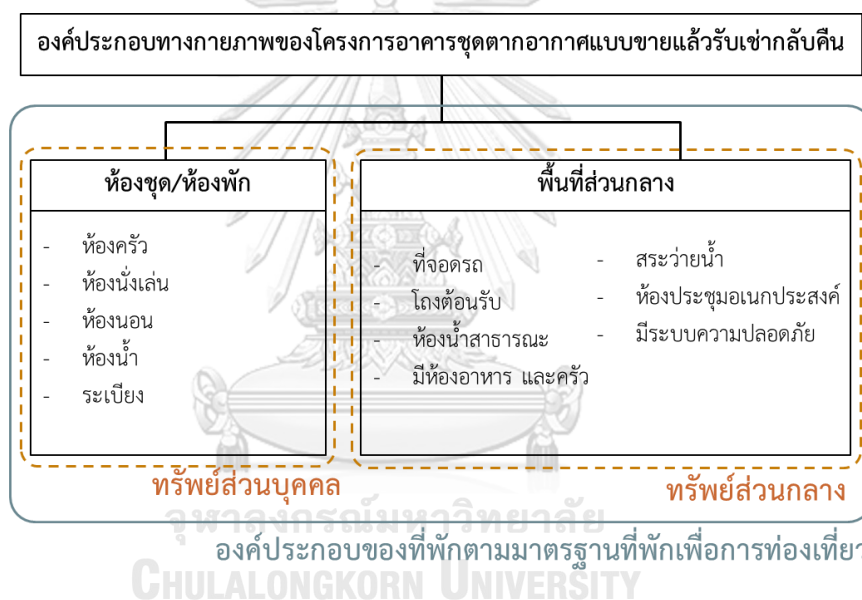 องค์ประกอบทางกายภาพของโครงการอาคารชุดตากอากาศแบบขายแล้วรับเช่ากลับคืน
ห้องชุด/ห้องพัก
- ห้องครัว
- ห้องนั่งเล่น
- ห้องนอน
- ห้องน้ำ
- ระเบียง
พื้นที่ส่วนกลาง
- ที่จอดรถ
- โถงต้อนรับ
- ห้องน้ำสาธารณะ
- มีห้องอาหาร และครัว
- สระว่ายน้ำ
- ห้องประชุมอเนกประสงค์
- มีระบบความปลอดภัย
ทรัพย์ส่วนบุคคล
ทรัพย์ส่วนกลาง
องค์ประกอบของที่พักตามมาตรฐานที่พักเพื่อการท่องเที่ยว
จุฬาลงกรณ์มหาวิทยาลัย
CHULALONGKORN UNIVERSITY